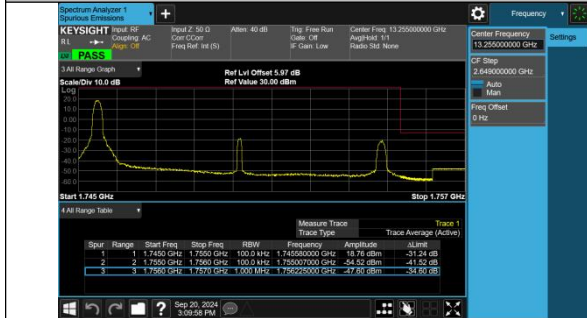 Spectrum Analyzer 1
Spurious Emissions
Frequency
KEYSIGHT Input: RF Input Z: 50 Ω Atten: 40 dB Trig: Free Run Center Freq: 13.255000000 GHz
RL Coupling: AC Corr CCorr Gate: Off Avg|Hold: 1/1
Align: Off Freq Ref: Int (S) IF Gain: Low Radio Std: None
PASS
Center Frequency
13.255000000 GHz
Settings
CF Step
2.649000000 GHz
Auto
Man
Freq Offset
0 Hz
3 All Range Graph
Ref Lvl Offset 5.97 dB
Scale/Div 10.0 dB Ref Value 30.00 dBm
Log
20.0
10.0
0.00
-10.0
-20.0
-30.0
-40.0
-50.0
-60.0
Start 1.745 GHz Stop 1.757 GHz
4 All Range Table
Measure Trace Trace 1
Trace Type Trace Average (Active)
Spur Range Start Freq Stop Freq RBW Frequency Amplitude ΔLimit
1 1 1.7450 GHz 1.7550 GHz 100.0 kHz 1.745580000 GHz 18.76 dBm -31.24 dB
2 2 1.7550 GHz 1.7560 GHz 100.0 kHz 1.755007000 GHz -54.52 dBm -41.52 dB
3 3 1.7560 GHz 1.7570 GHz 1.000 MHz 1.756225000 GHz -47.60 dBm -34.60 dB
?
Sep 20, 2024
3:09:58 PM